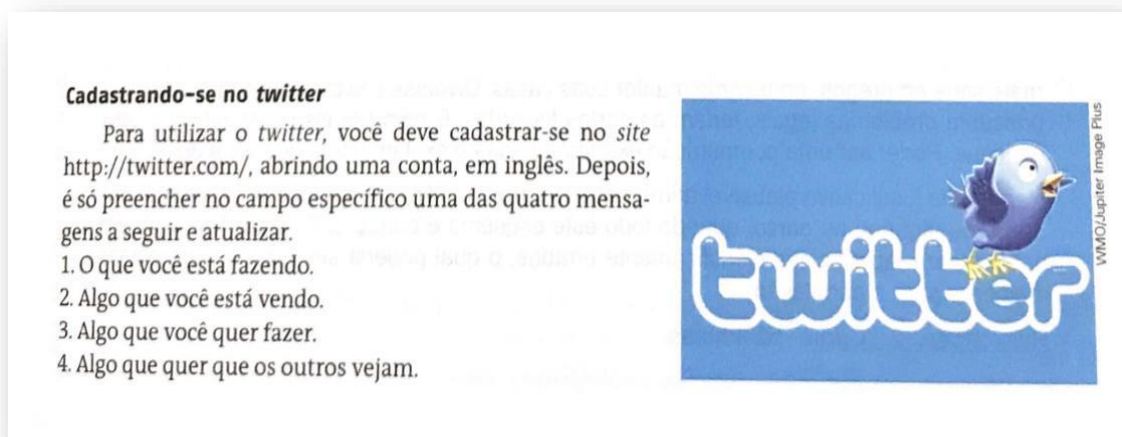 Cadastrando-se no twitter
Para utilizar o twitter, você deve cadastrar-se no site
http://twitter.com/, abrindo uma conta, em inglês. Depois,
é só preencher no campo específico uma das quatro mensa-
gens a seguir e atualizar.
1. O que você está fazendo.
2. Algo que você está vendo.
3. Algo que você quer fazer.
4. Algo que quer que os outros vejam.
twitter
WMO/Jupiter Image Plus